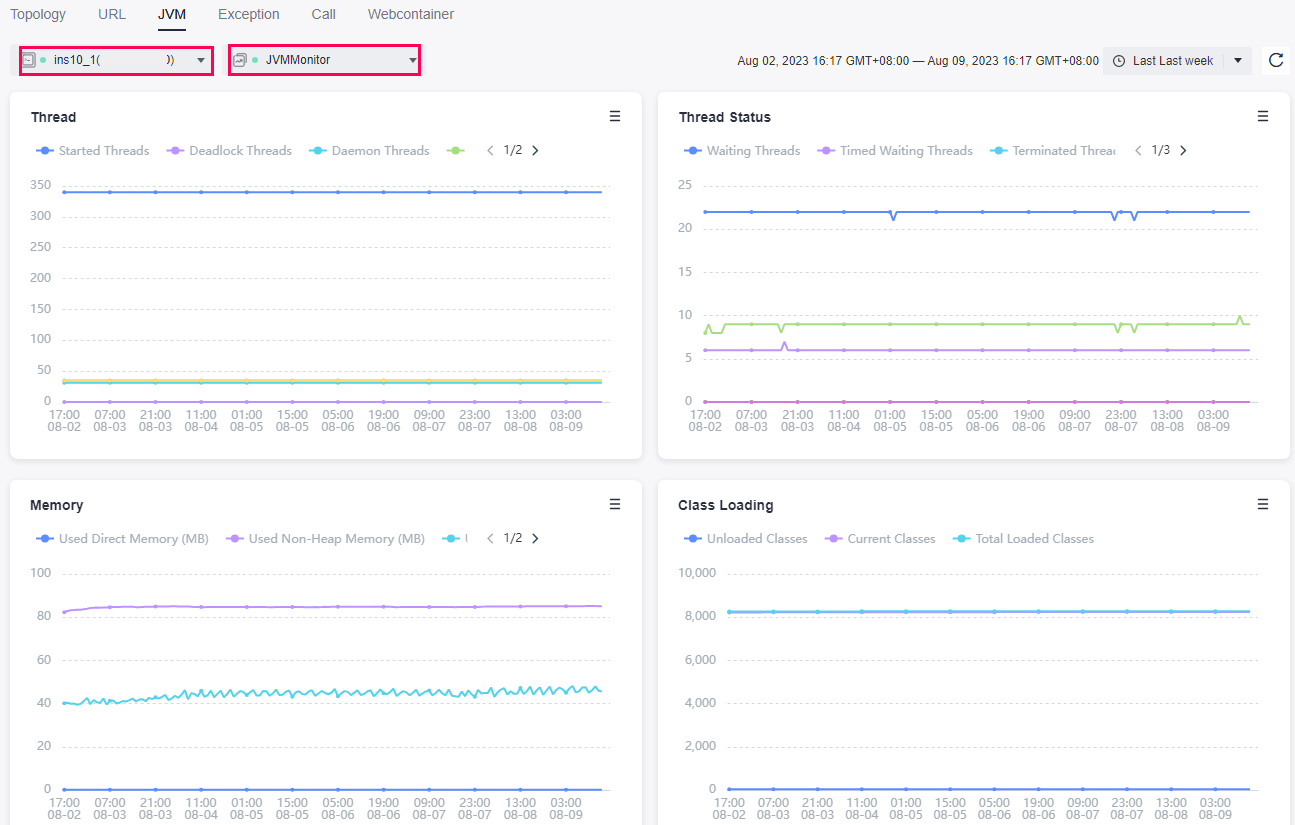 Topology URL JVM Exception Call Webcontainer
ins10_1( )) JVMMonitor Aug 02, 2023 16:17 GMT+08:00 — Aug 09, 2023 16:17 GMT+08:00 Last Last week
Thread
Started Threads Deadlock Threads Daemon Threads 1/2
350
300
250
200
150
100
50
0
17:00 07:00 21:00 11:00 01:00 15:00 05:00 19:00 09:00 23:00 13:00 03:00
08-02 08-03 08-03 08-04 08-05 08-05 08-06 08-06 08-07 08-07 08-08 08-09
Thread Status
Waiting Threads Timed Waiting Threads Terminated Threa 1/3
25
20
15
10
5
0
17:00 07:00 21:00 11:00 01:00 15:00 05:00 19:00 09:00 23:00 13:00 03:00
08-02 08-03 08-03 08-04 08-05 08-05 08-06 08-06 08-07 08-07 08-08 08-09
Memory
Used Direct Memory (MB) Used Non-Heap Memory (MB) 1/2
100
80
60
40
20
0
17:00 07:00 21:00 11:00 01:00 15:00 05:00 19:00 09:00 23:00 13:00 03:00
08-02 08-03 08-03 08-04 08-05 08-05 08-06 08-06 08-07 08-07 08-08 08-09
Class Loading
Unloaded Classes Current Classes Total Loaded Classes
10,000
8,000
6,000
4,000
2,000
0
17:00 07:00 21:00 11:00 01:00 15:00 05:00 19:00 09:00 23:00 13:00 03:00
08-02 08-03 08-03 08-04 08-05 08-05 08-06 08-06 08-07 08-07 08-08 08-09